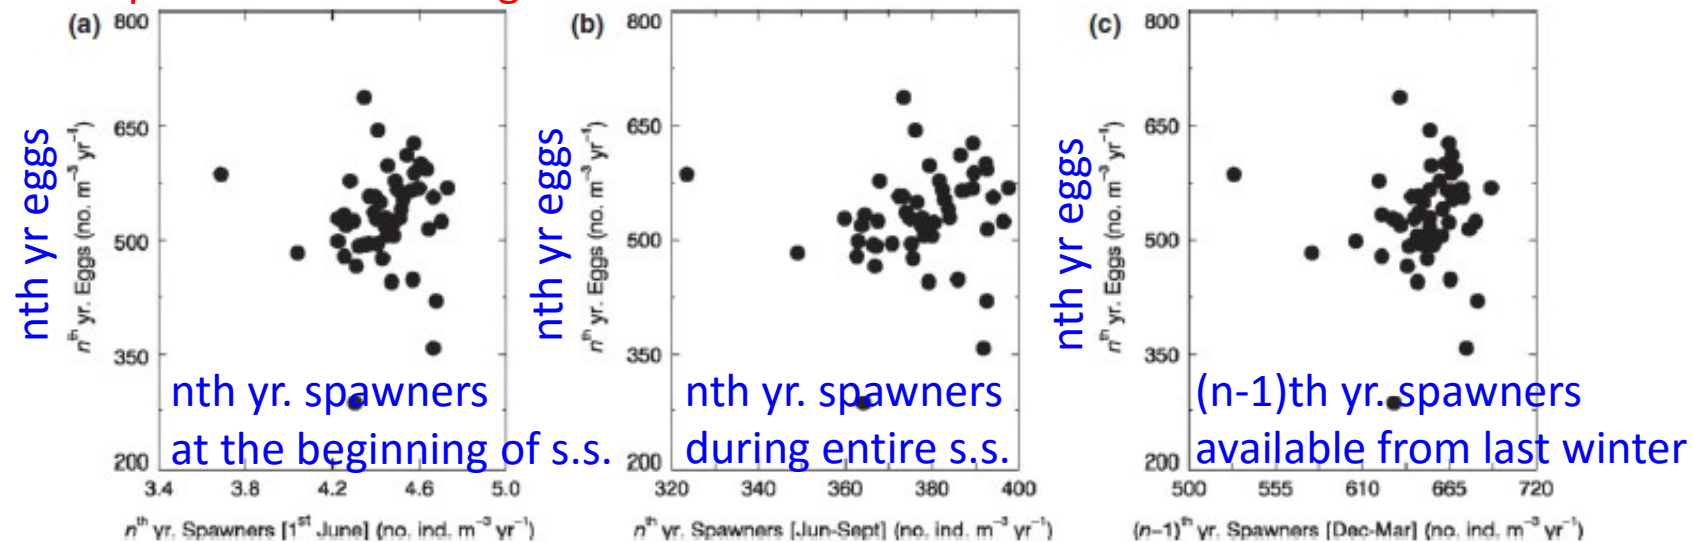 (a)
800
650
500
350
200
nth yr eggs
nᵗʰ yr. Eggs (no. m⁻³ yr⁻¹)
nth yr. spawners
at the beginning of s.s.
3.4 3.8 4.2 4.6 5.0
nᵗʰ yr. Spawners [1ˢᵗ June] (no. ind. m⁻³ yr⁻¹)
(b)
800
650
500
350
200
nth yr eggs
nᵗʰ yr. Eggs (no. m⁻³ yr⁻¹)
nth yr. spawners
during entire s.s.
320 340 360 380 400
nᵗʰ yr. Spawners [Jun-Sept] (no. ind. m⁻³ yr⁻¹)
(c)
800
650
500
350
200
nth yr eggs
nᵗʰ yr. Eggs (no. m⁻³ yr⁻¹)
(n-1)th yr. spawners
available from last winter
500 555 610 665 720
(n−1)ᵗʰ yr. Spawners [Dec-Mar] (no. ind. m⁻³ yr⁻¹)